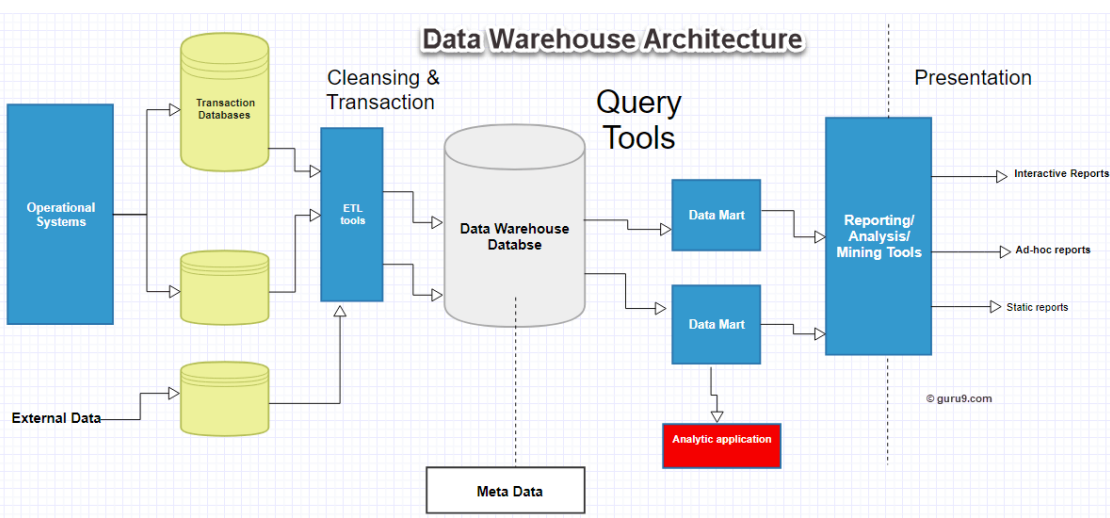 Data Warehouse Architecture
Cleansing &
Transaction
Query
Tools
Presentation
Transaction
Databases
Operational
Systems
ETL
tools
Data Warehouse
Databse
Data Mart
Data Mart
Reporting/
Analysis/
Mining Tools
Interactive Reports
Ad-hoc reports
Static reports
External Data
Analytic application
Meta Data
© guru9.com